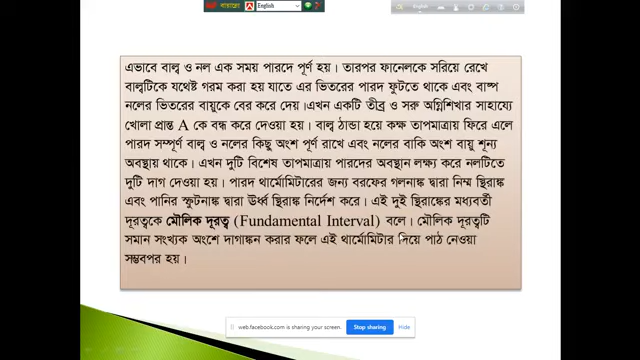 English
English
এভাবে বাল্ব ও নল এক সময় পারদে পূর্ণ হয়। তারপর ফানেলকে সরিয়ে রেখে
বাল্বটিকে যথেষ্ট গরম করা হয় যাতে এর ভিতরের পারদ ফুটতে থাকে এবং বাষ্প
নলের ভিতরের বায়ুকে বের করে দেয়।এখন একটি তীব্র ও সরু অগ্নিশিখার সাহায্যে
খোলা প্রান্ত A কে বন্ধ করে দেওয়া হয়। বাল্ব ঠান্ডা হয়ে কক্ষ তাপমাত্রায় ফিরে এলে
পারদ সম্পূর্ণ বাল্ব ও নলের কিছু অংশ পূর্ণ রাখে এবং নলের বাকি অংশ বায়ু শূন্য
অবস্থায় থাকে। এখন দুটি বিশেষ তাপমাত্রায় পারদের অবস্থান লক্ষ্য করে নলটিতে
দুটি দাগ দেওয়া হয়। পারদ থার্মোমিটারের জন্য বরফের গলনাঙ্ক দ্বারা নিম্ম স্থিরাঙ্ক
এবং পানির স্ফুটনাঙ্ক দ্বারা ঊর্ধ্ব স্থিরাঙ্ক নির্দেশ করে। এই দুই স্থিরাঙ্কের মধ্যবর্তী
দূরত্বকে মৌলিক দূরত্ব (Fundamental Interval) বলে। মৌলিক দূরত্বটি
সমান সংখ্যক অংশে দাগাঙ্কন করার ফলে এই থার্মোমিটার দিয়ে পাঠ নেওয়া
সম্ভবপর হয়।
web.facebook.com is sharing your screen. Stop sharing Hide